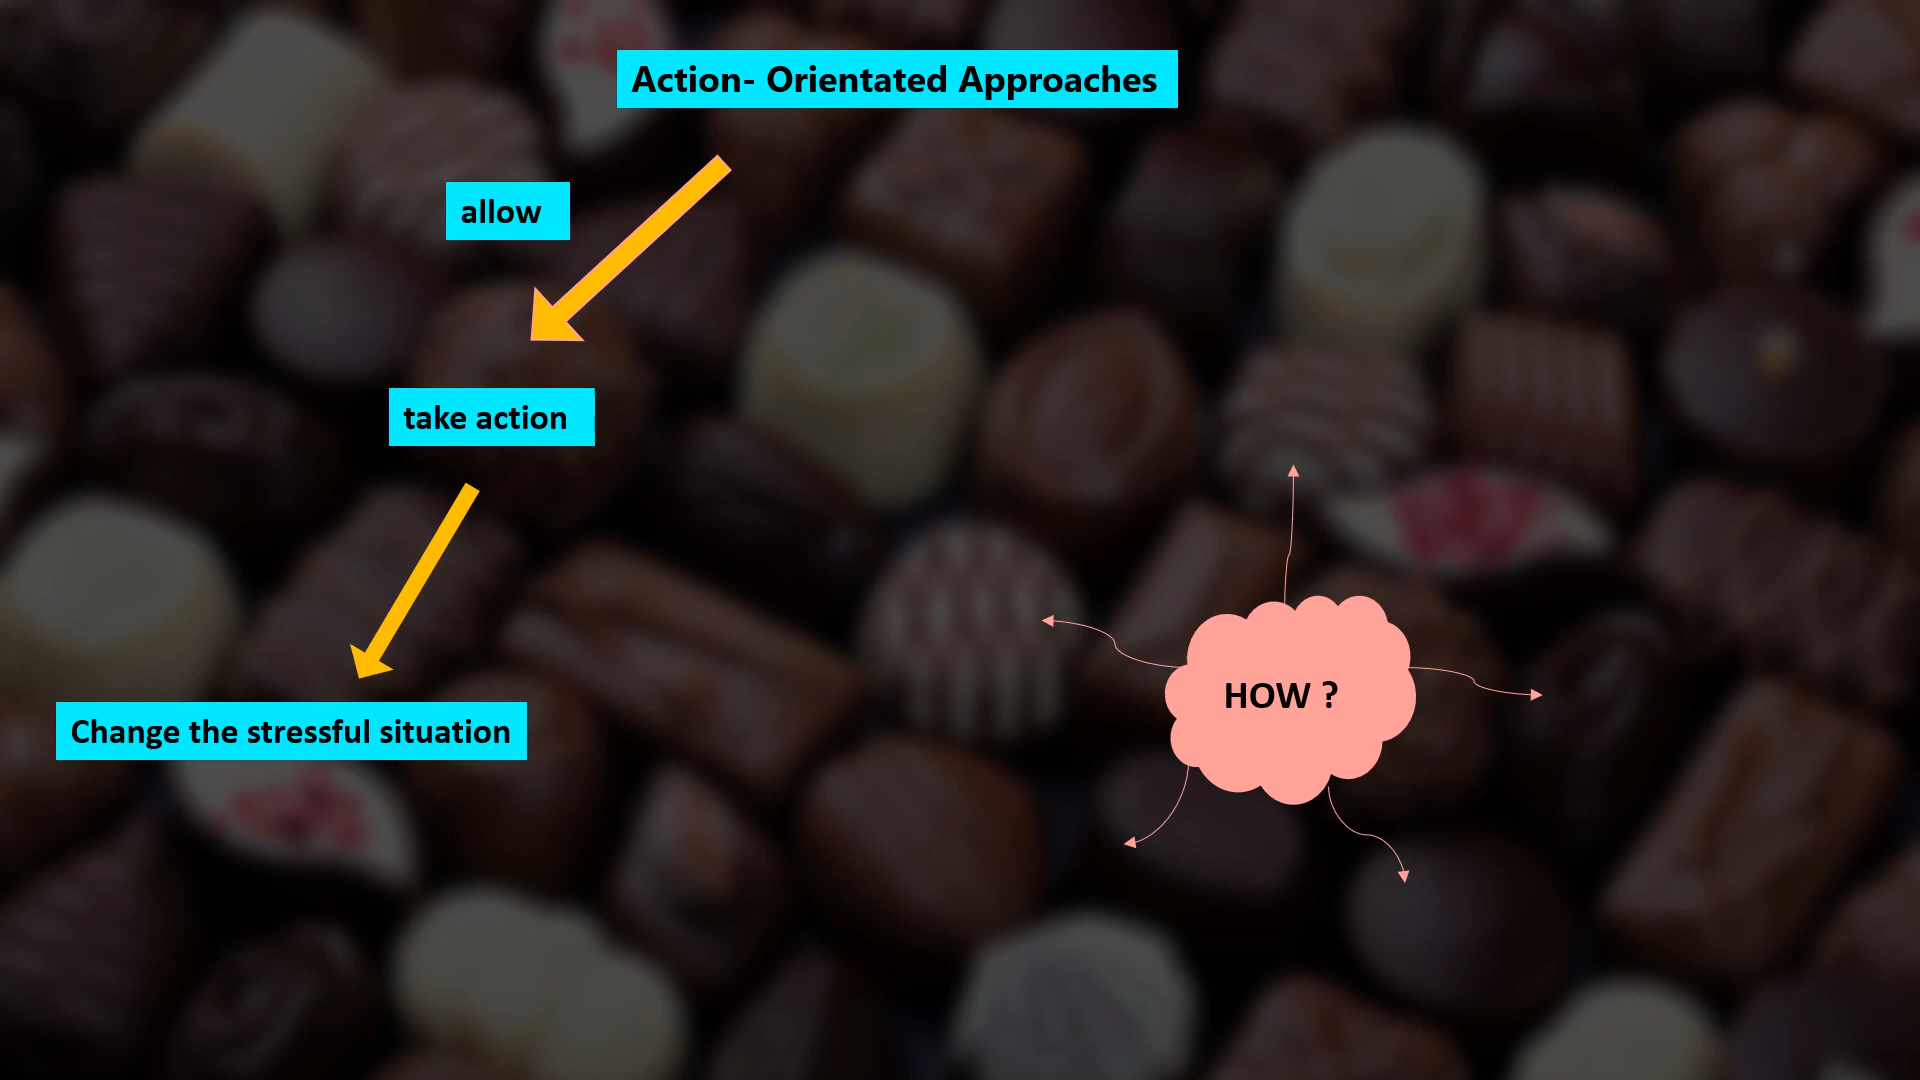 Action- Orientated Approaches
allow
take action
Change the stressful situation
HOW ?